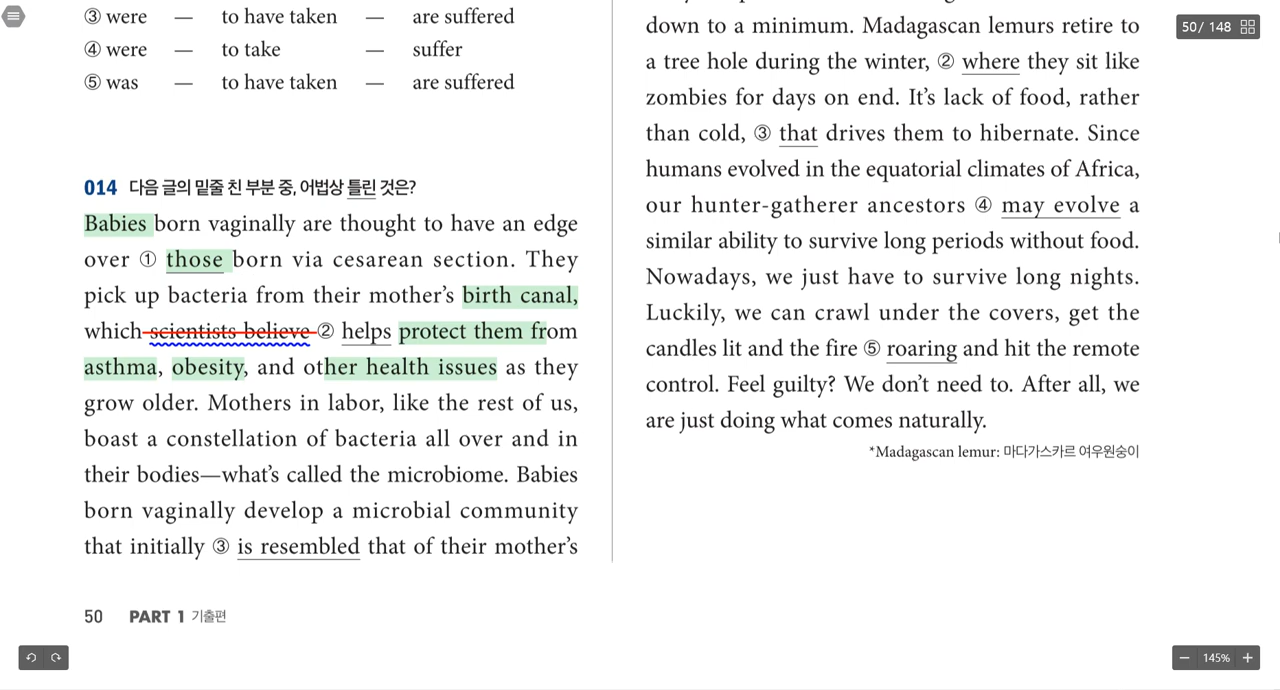 ③ were — to have taken — are suffered
④ were — to take — suffer
⑤ was — to have taken — are suffered
014 다음 글의 밑줄 친 부분 중, 어법상 틀린 것은?
Babies born vaginally are thought to have an edge
over ① those born via cesarean section. They
pick up bacteria from their mother's birth canal,
which scientists believe ② helps protect them from
asthma, obesity, and other health issues as they
grow older. Mothers in labor, like the rest of us,
boast a constellation of bacteria all over and in
their bodies—what's called the microbiome. Babies
born vaginally develop a microbial community
that initially ③ is resembled that of their mother's
50 PART 1 기출편
down to a minimum. Madagascan lemurs retire to
a tree hole during the winter, ② where they sit like
zombies for days on end. It's lack of food, rather
than cold, ③ that drives them to hibernate. Since
humans evolved in the equatorial climates of Africa,
our hunter-gatherer ancestors ④ may evolve a
similar ability to survive long periods without food.
Nowadays, we just have to survive long nights.
Luckily, we can crawl under the covers, get the
candles lit and the fire ⑤ roaring and hit the remote
control. Feel guilty? We don't need to. After all, we
are just doing what comes naturally.
*Madagascan lemur: 마다가스카르 여우원숭이
50/ 148
145%